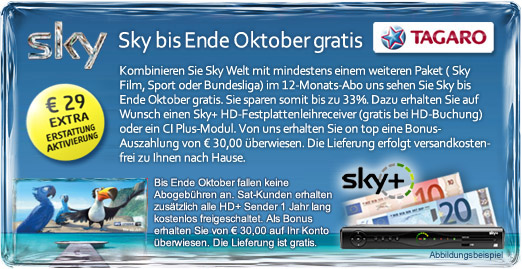 sky
Sky bis Ende Oktober gratis
TAGARO
Kombinieren Sie Sky Welt mit mindestens einem weiteren Paket ( Sky
Film, Sport oder Bundesliga) im 12-Monats-Abo uns sehen Sie Sky bis
Ende Oktober gratis. Sie sparen somit bis zu 33%. Dazu erhalten Sie auf
Wunsch einen Sky+ HD-Festplattenleihreceiver (gratis bei HD-Buchung)
oder ein CI Plus-Modul. Von uns erhalten Sie on top eine Bonus-
Auszahlung von € 30,00 überwiesen. Die Lieferung erfolgt versandkosten-
frei zu Ihnen nach Hause.
€ 29
EXTRA
ERSTATTUNG
AKTIVIERUNG
Bis Ende Oktober fallen keine
Abogebühren an. Sat-Kunden erhalten
zusätzlich alle HD+ Sender 1 Jahr lang
kostenlos freigeschaltet. Als Bonus
erhalten Sie von € 30,00 auf Ihr Konto
überwiesen. Die Lieferung ist gratis.
sky+
10
20
Abbildungsbeispiel